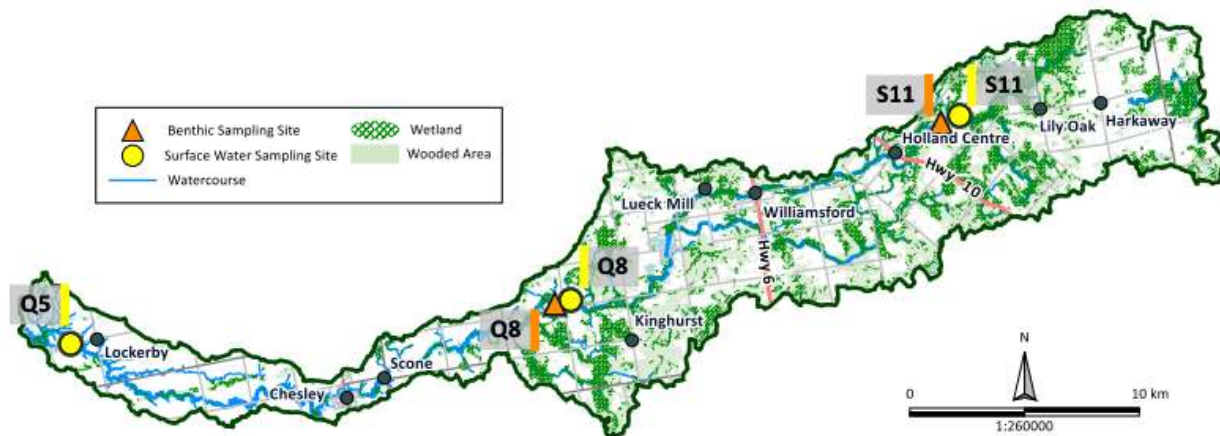 S11
S11
Harkaway
Lily Oak
Holland Centre
Hwy 10
Benthic Sampling Site
Wetland
Surface Water Sampling Site
Wooded Area
Watercourse
Lueck Mill
Williamsford
Hwy 6
Q8
Q5
Q8
Kinghurst
Lockerby
Scone
Chesley
N
0 10 km
1:260000